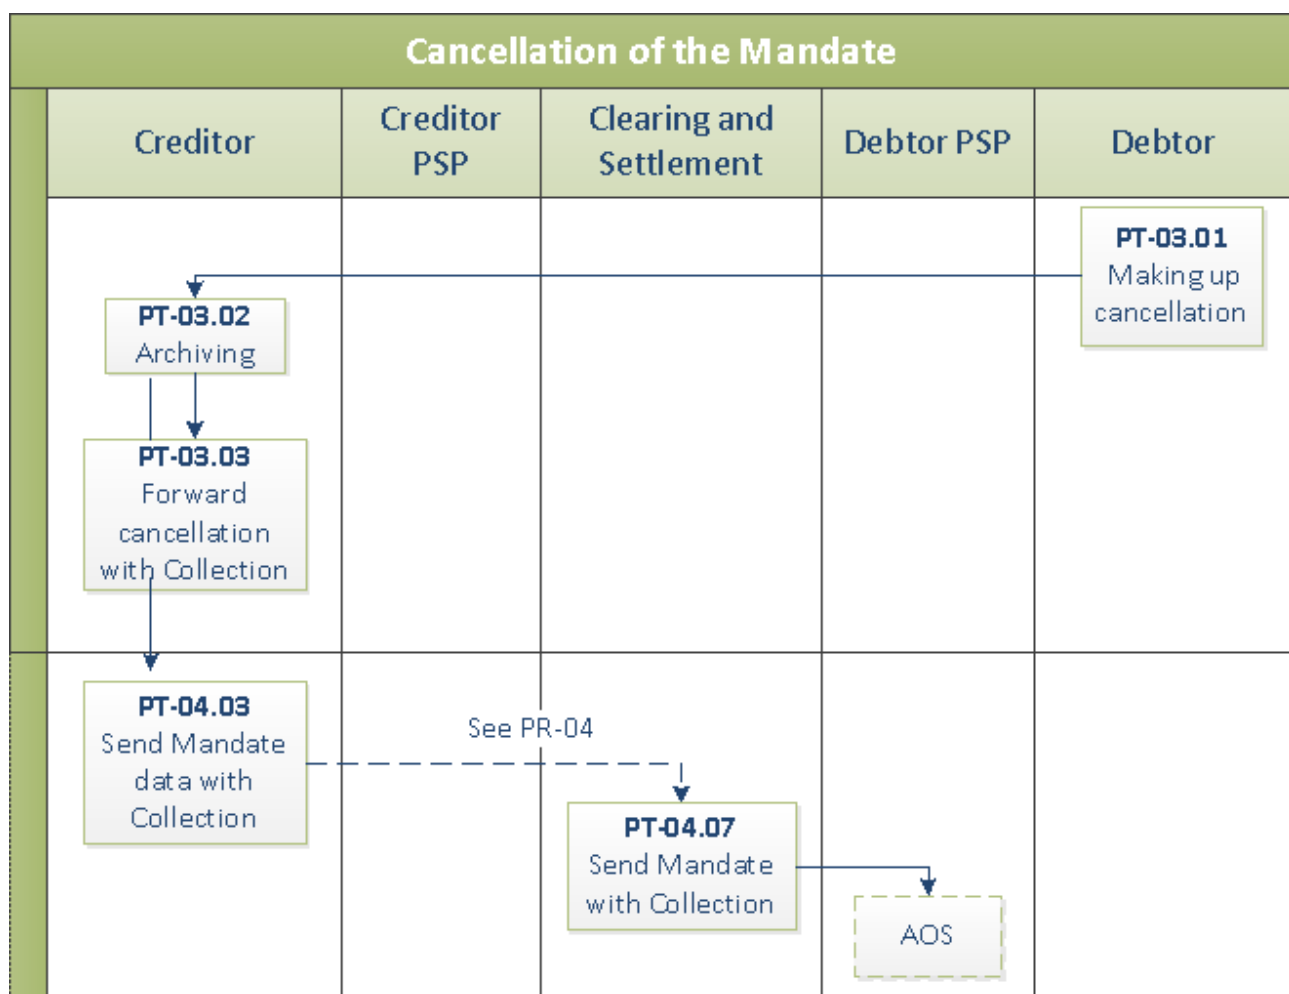 Cancellation of the Mandate
Creditor
Creditor
PSP
Clearing and
Settlement
Debtor PSP
Debtor
PT-03.01
Making up
cancellation
PT-03.02
Archiving
PT-03.03
Forward
cancellation
with Collection
PT-04.03
Send Mandate
data with
Collection
See PR-04
PT-04.07
Send Mandate
with Collection
AOS